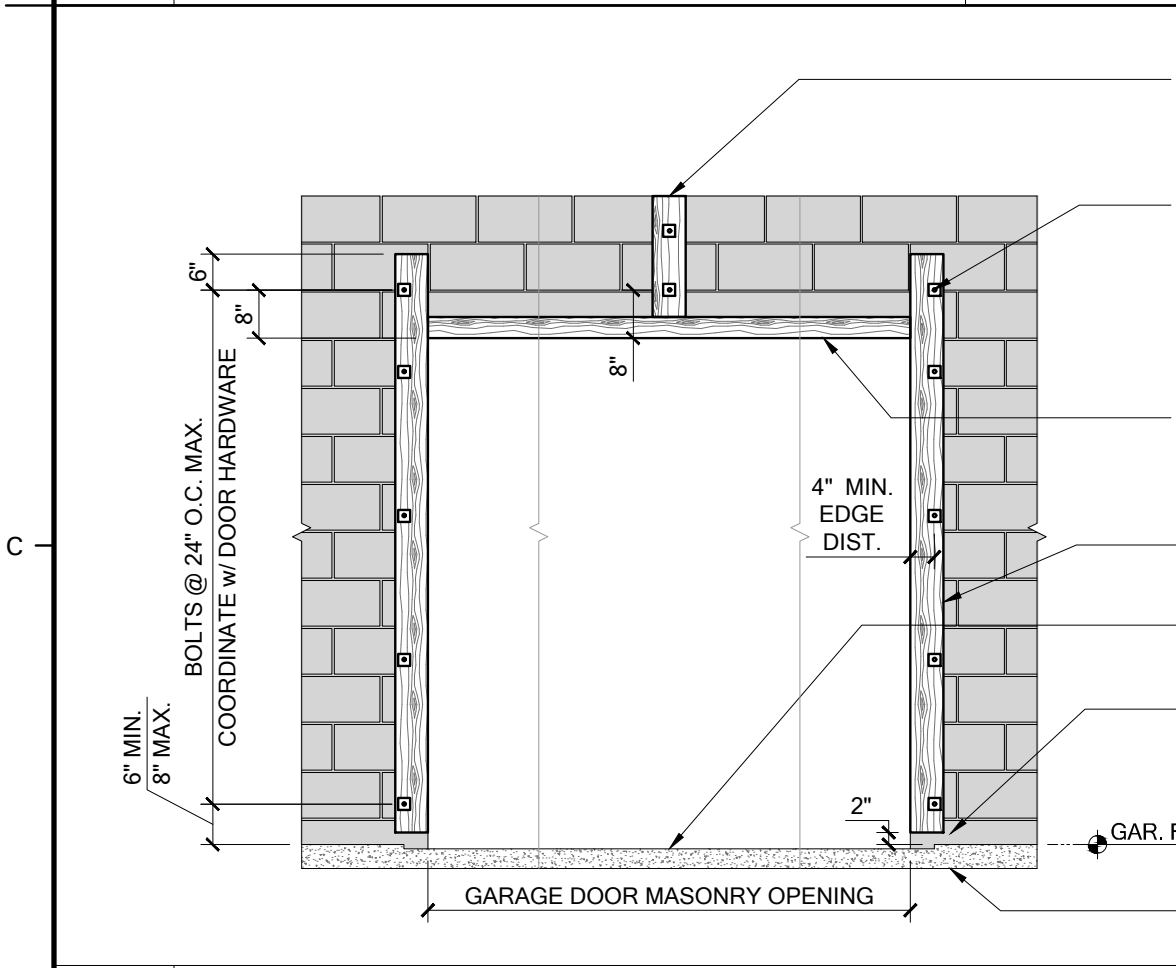 6"
8"
8"
BOLTS @ 24" O.C. MAX.
COORDINATE w/ DOOR HARDWARE
4" MIN.
EDGE
DIST.
C
6" MIN.
8" MAX.
2"
GAR.
GARAGE DOOR MASONRY OPENING